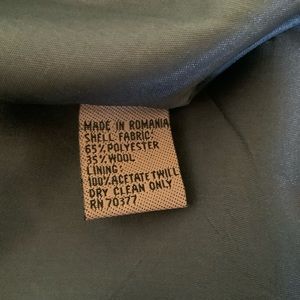 MADE IN ROMANIA
SHELL FABRIC:
65% POLYESTER
35% WOOL
LINING:
100% ACETATE TWILL
DRY CLEAN ONLY
RN 70377